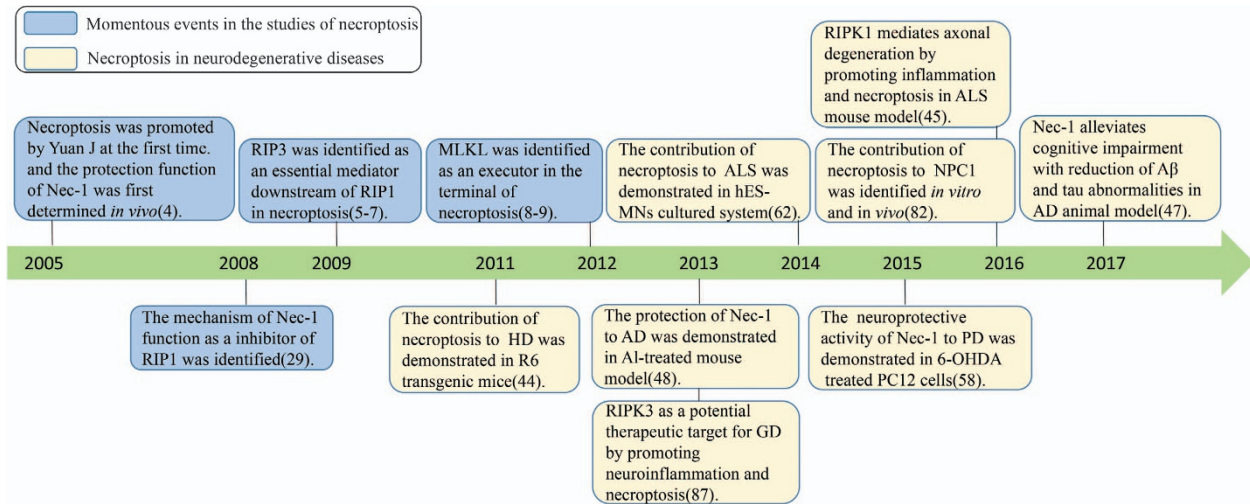 Momentous events in the studies of necroptosis
Necroptosis in neurodegenerative diseases
Necroptosis was promoted
by Yuan J at the first time.
and the protection function
of Nec-1 was first
determined in vivo(4).
RIP3 was identified as
an essential mediator
downstream of RIP1
in necroptosis(5-7).
MLKL was identified
as an executor in the
terminal of
necroptosis(8-9).
The contribution of
necroptosis to ALS was
demonstrated in hES-
MNs cultured system(62).
RIPK1 mediates axonal
degeneration by
promoting inflammation
and necroptosis in ALS
mouse model(45).
The contribution of
necroptosis to NPC1
was identified in vitro
and in vivo(82).
Nec-1 alleviates
cognitive impairment
with reduction of Aβ
and tau abnormalities in
AD animal model(47).
2005 2008 2009 2011 2012 2013 2014 2015 2016 2017
The mechanism of Nec-1
function as a inhibitor of
RIP1 was identified(29).
The contribution of
necroptosis to HD was
demonstrated in R6
transgenic mice(44).
The protection of Nec-1
to AD was demonstrated
in Al-treated mouse
model(48).
RIPK3 as a potential
therapeutic target for GD
by promoting
neuroinflammation and
necroptosis(87).
The neuroprotective
activity of Nec-1 to PD was
demonstrated in 6-OHDA
treated PC12 cells(58).